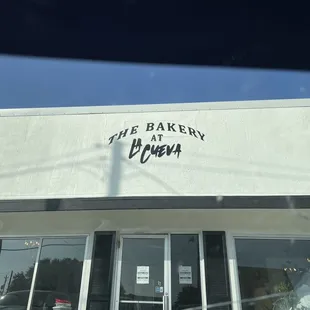 THE BAKERY
AT
LA
CUEVA